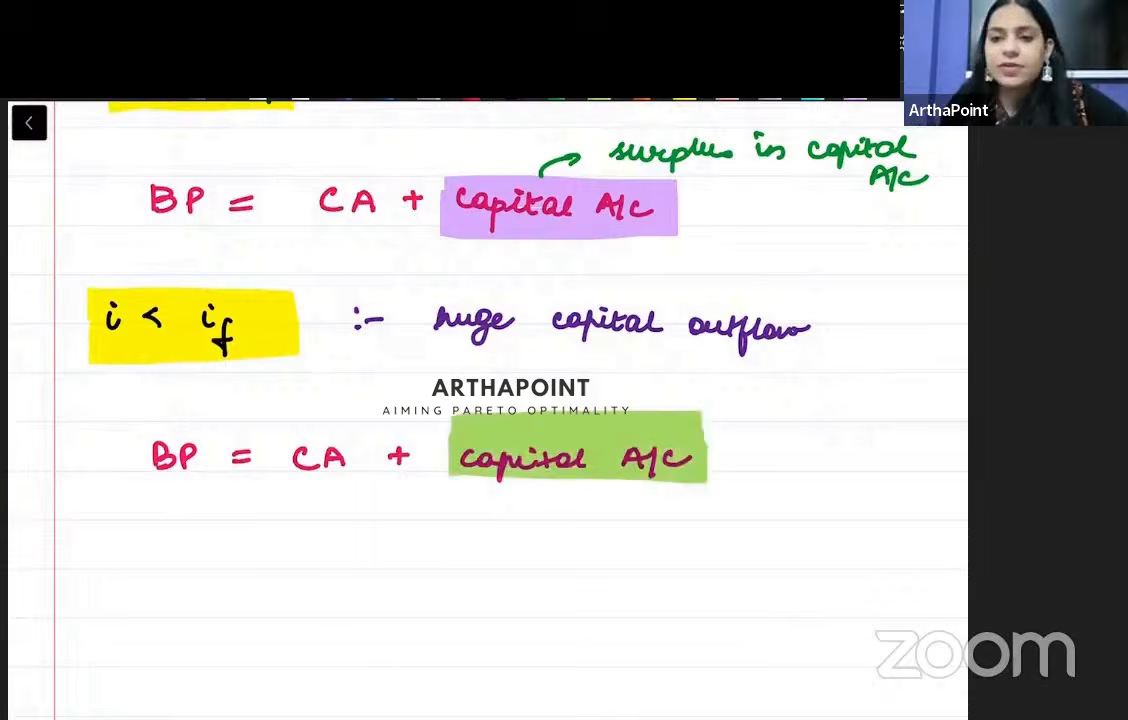 ArthaPoint
surplus in capital
A/C
BP = CA + capital A/C
i < if :- huge capital outflow
ARTHAPOINT
AIMING PARETO OPTIMALITY
BP = CA + capital A/C
zoom